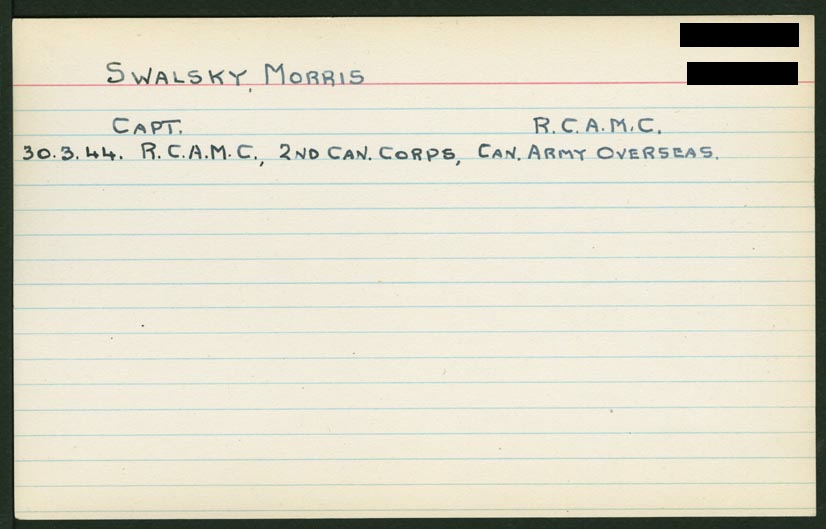 Swalsky, Morris
Capt. R.C.A.M.C.
30.3.44. R.C.A.M.C., 2nd Can. Corps, Can. Army Overseas.